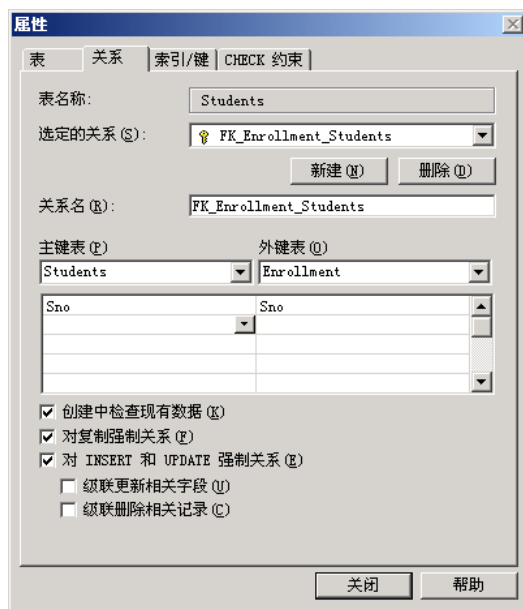 属性
表 关系 索引/键 CHECK 约束
表名称: Students
选定的关系(S): FK_Enrollment_Students
新建(N) 删除(D)
关系名(R): FK_Enrollment_Students
主键表(P) 外键表(O)
Students Enrollment
Sno Sno
创建中检查现有数据(K)
对复制强制关系(F)
对 INSERT 和 UPDATE 强制关系(E)
级联更新相关字段(U)
级联删除相关记录(C)
关闭 帮助